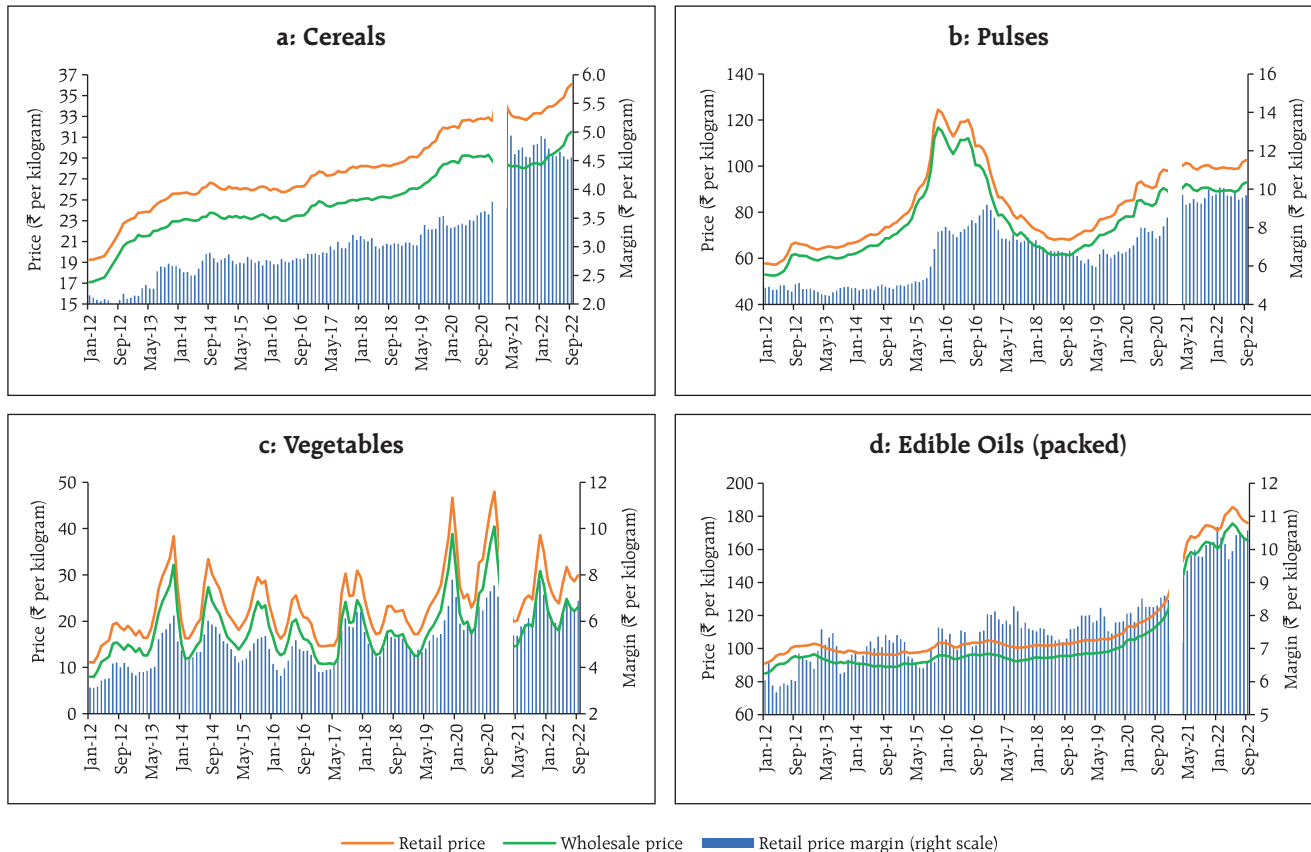 a: Cereals
Price (₹ per kilogram)
37
35
33
31
29
27
25
23
21
19
17
15
6.0
5.5
5.0
4.5
4.0
3.5
3.0
2.5
2.0
Margin (₹ per kilogram)
Jan-12
Sep-12
May-13
Jan-14
Sep-14
May-15
Jan-16
Sep-16
May-17
Jan-18
Sep-18
May-19
Jan-20
Sep-20
May-21
Jan-22
Sep-22
b: Pulses
Price (₹ per kilogram)
140
120
100
80
60
40
16
14
12
10
8
6
4
Margin (₹ per kilogram)
Jan-12
Sep-12
May-13
Jan-14
Sep-14
May-15
Jan-16
Sep-16
May-17
Jan-18
Sep-18
May-19
Jan-20
Sep-20
May-21
Jan-22
Sep-22
c: Vegetables
Price (₹ per kilogram)
50
40
30
20
10
0
12
10
8
6
4
2
Margin (₹ per kilogram)
Jan-12
Sep-12
May-13
Jan-14
Sep-14
May-15
Jan-16
Sep-16
May-17
Jan-18
Sep-18
May-19
Jan-20
Sep-20
May-21
Jan-22
Sep-22
d: Edible Oils (packed)
Price (₹ per kilogram)
200
180
160
140
120
100
80
60
12
11
10
9
8
7
6
5
Margin (₹ per kilogram)
Jan-12
Sep-12
May-13
Jan-14
Sep-14
May-15
Jan-16
Sep-16
May-17
Jan-18
Sep-18
May-19
Jan-20
Sep-20
May-21
Jan-22
Sep-22
Retail price
Wholesale price
Retail price margin (right scale)